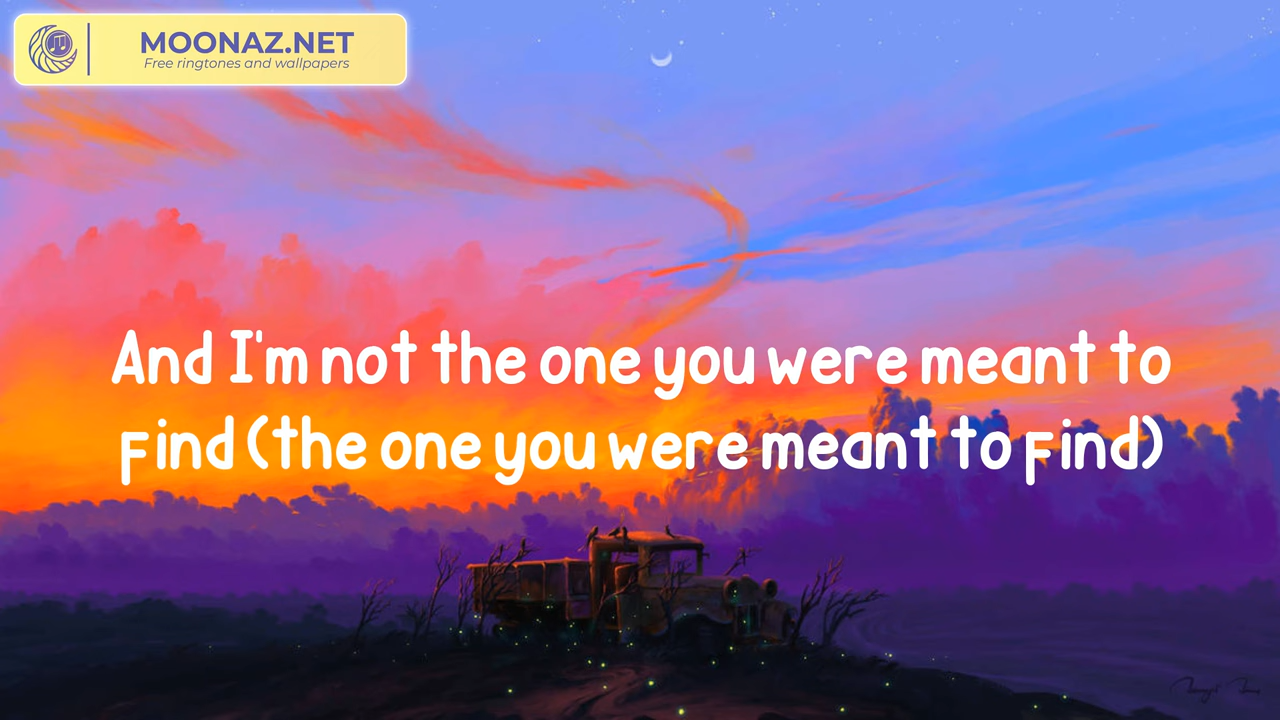 MOONAZ.NET
Free ringtones and wallpapers
And I'm not the one you were meant to
find (the one you were meant to find)